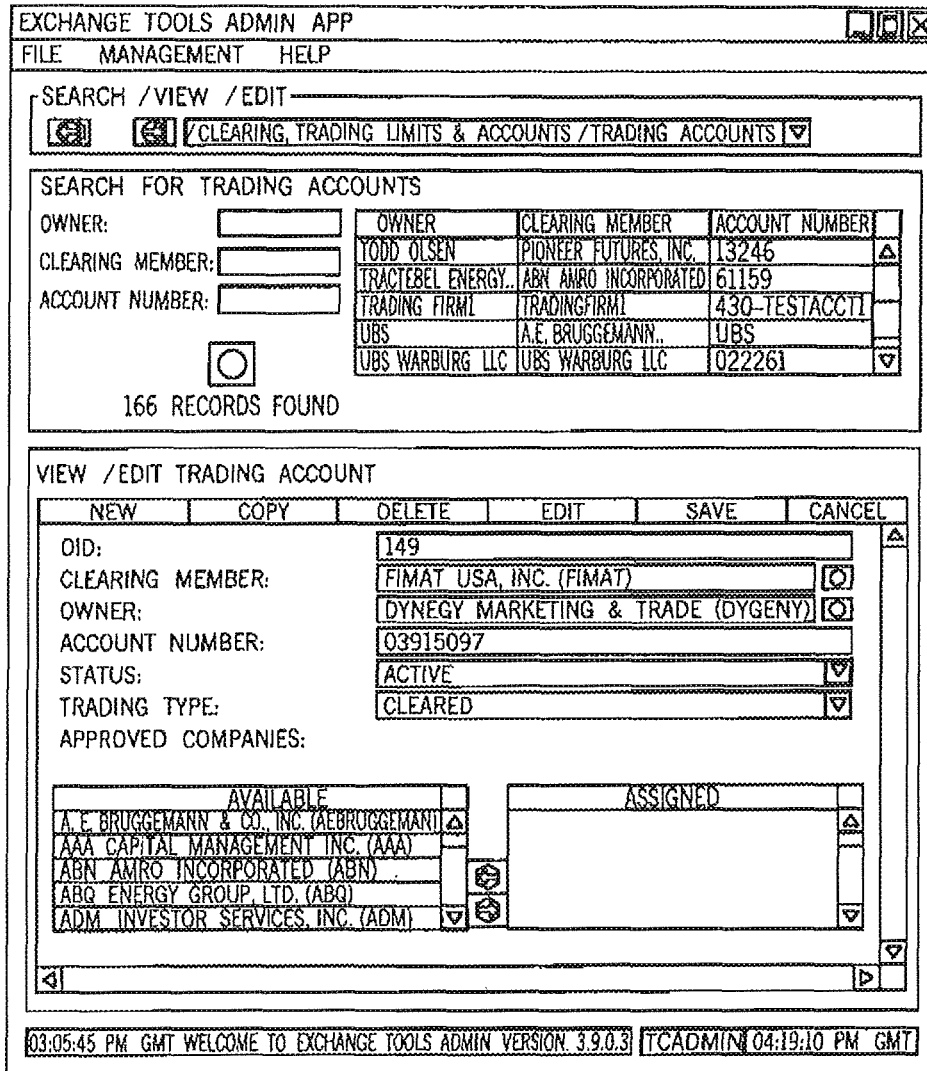 EXCHANGE TOOLS ADMIN APP
FILE MANAGEMENT HELP
SEARCH / VIEW / EDIT
/ CLEARING, TRADING LIMITS & ACCOUNTS / TRADING ACCOUNTS
SEARCH FOR TRADING ACCOUNTS
OWNER:
CLEARING MEMBER:
ACCOUNT NUMBER:
166 RECORDS FOUND
OWNER CLEARING MEMBER ACCOUNT NUMBER
TODD OLSEN PIONEER FUTURES, INC. 13246
TRACTEBEL ENERGY.. ABN AMRO INCORPORATED 61159
TRADING FIRM1 TRADINGFIRM1 430-TESTACCT1
UBS A.E. BRUGGEMANN.. UBS
UBS WARBURG LLC UBS WARBURG LLC 022261
VIEW / EDIT TRADING ACCOUNT
NEW COPY DELETE EDIT SAVE CANCEL
OID: 149
CLEARING MEMBER: FIMAT USA, INC. (FIMAT)
OWNER: DYNEGY MARKETING & TRADE (DYGENY)
ACCOUNT NUMBER: 03915097
STATUS: ACTIVE
TRADING TYPE: CLEARED
APPROVED COMPANIES:
AVAILABLE ASSIGNED
A. E. BRUGGEMANN & CO., INC. (AEBRUGGEMAN)
AAA CAPITAL MANAGEMENT INC. (AAA)
ABN AMRO INCORPORATED (ABN)
ABQ ENERGY GROUP, LTD. (ABQ)
ADM INVESTOR SERVICES, INC. (ADM)
03:05:45 PM GMT WELCOME TO EXCHANGE TOOLS ADMIN VERSION. 3.9.0.3 TCADMIN 04:19:10 PM GMT